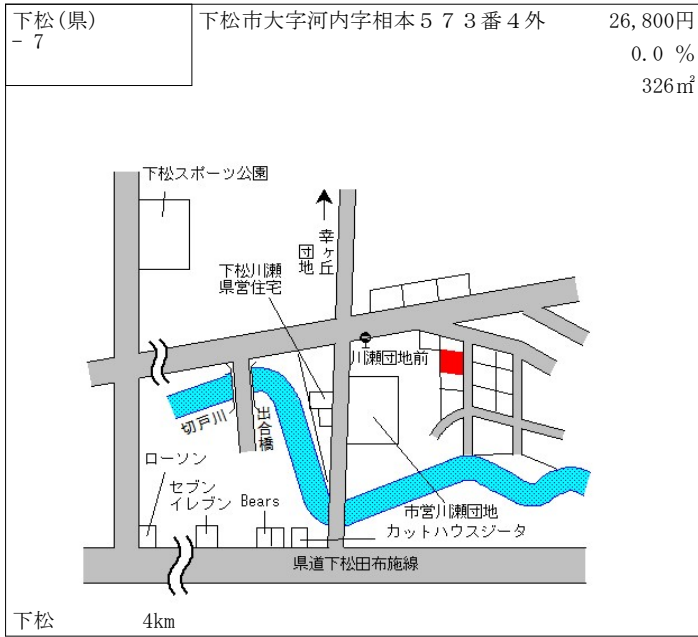 下松(県)
－ 7
下松市大字河内字相本５７３番４外
26,800円
0.0 %
326㎡
下松スポーツ公園
幸ヶ丘
団地
下松川瀬
県営住宅
川瀬団地前
切戸川
出合橋
ローソン
セブン
イレブン
Bears
市営川瀬団地
カットハウスジータ
県道下松田布施線
下松 4km